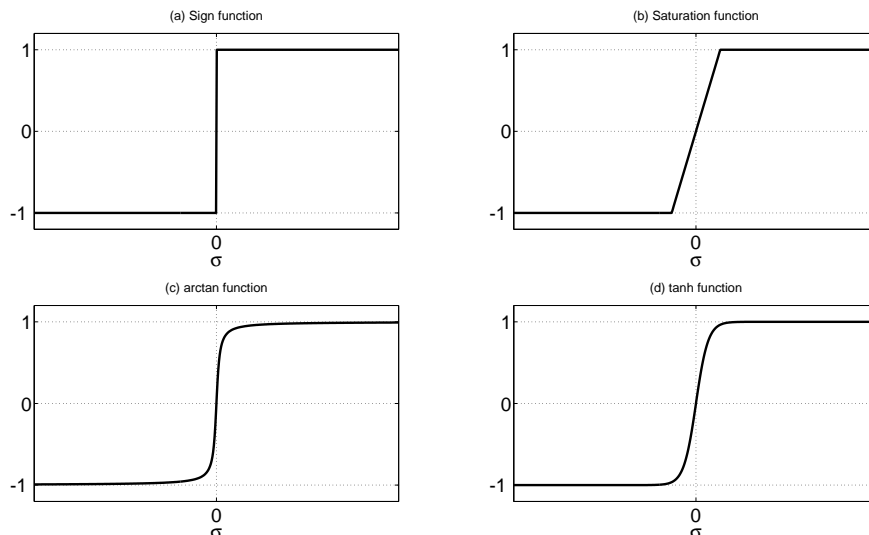 (a) Sign function
1
0
-1
0
σ
(b) Saturation function
1
0
-1
0
σ
(c) arctan function
1
0
-1
0
σ
(d) tanh function
1
0
-1
0
σ